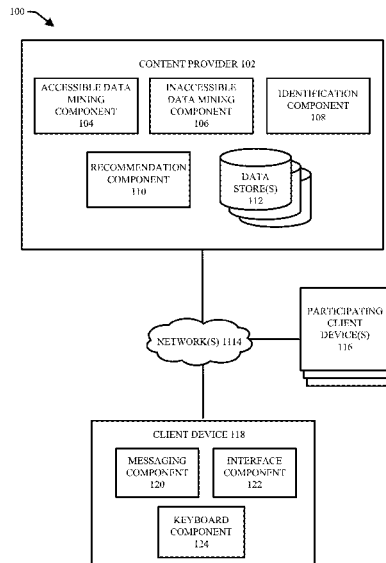 100
CONTENT PROVIDER 102
ACCESSIBLE DATA
MINING
COMPONENT
104
INACCESSIBLE
DATA MINING
COMPONENT
106
IDENTIFICATION
COMPONENT
108
RECOMMENDATION
COMPONENT
110
DATA
STORE(S)
112
NETWORK(S) 1114
PARTICIPATING
CLIENT
DEVICE(S)
116
CLIENT DEVICE 118
MESSAGING
COMPONENT
120
INTERFACE
COMPONENT
122
KEYBOARD
COMPONENT
124